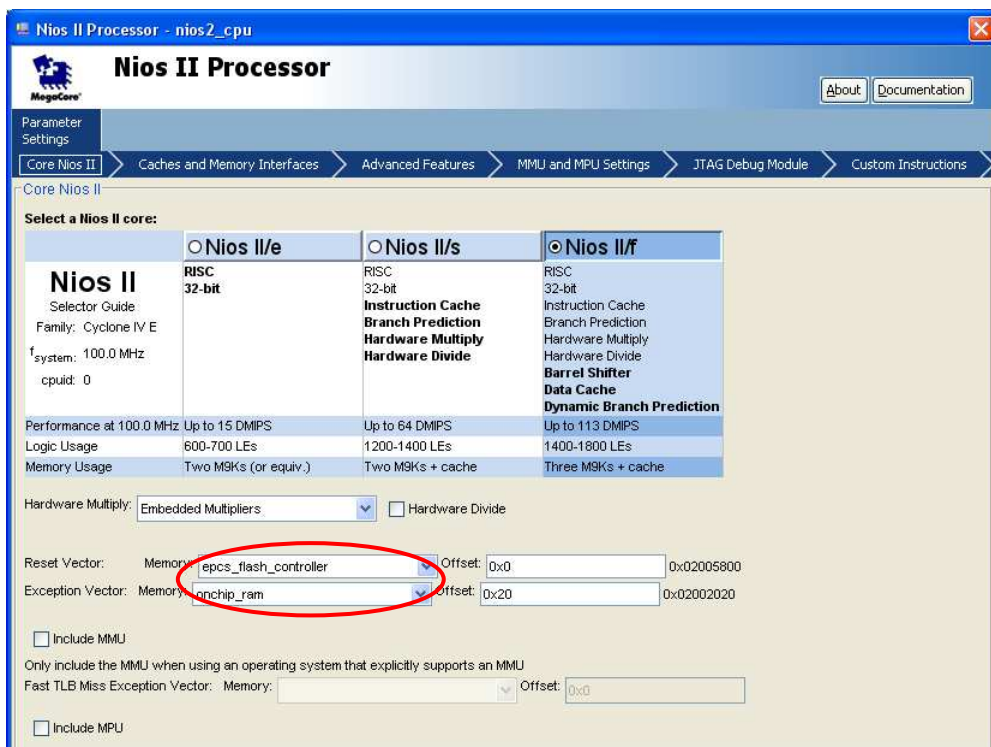 Nios II Processor - nios2_cpu
MegaCore®
Nios II Processor
About Documentation
Parameter
Settings
Core Nios II Caches and Memory Interfaces Advanced Features MMU and MPU Settings JTAG Debug Module Custom Instructions
Core Nios II
Select a Nios II core:
Nios II/e Nios II/s Nios II/f
Nios II
Selector Guide
Family: Cyclone IV E
fsystem: 100.0 MHz
cpuid: 0
RISC
32-bit
RISC
32-bit
Instruction Cache
Branch Prediction
Hardware Multiply
Hardware Divide
RISC
32-bit
Instruction Cache
Branch Prediction
Hardware Multiply
Hardware Divide
Barrel Shifter
Data Cache
Dynamic Branch Prediction
Performance at 100.0 MHz Up to 15 DMIPS Up to 64 DMIPS Up to 113 DMIPS
Logic Usage 600-700 LEs 1200-1400 LEs 1400-1800 LEs
Memory Usage Two M9Ks (or equiv.) Two M9Ks + cache Three M9Ks + cache
Hardware Multiply: Embedded Multipliers Hardware Divide
Reset Vector: Memory: epcs_flash_controller Offset: 0x0 0x02005800
Exception Vector: Memory: onchip_ram Offset: 0x20 0x02002020
Include MMU
Only include the MMU when using an operating system that explicitly supports an MMU
Fast TLB Miss Exception Vector: Memory: Offset: 0x0
Include MPU